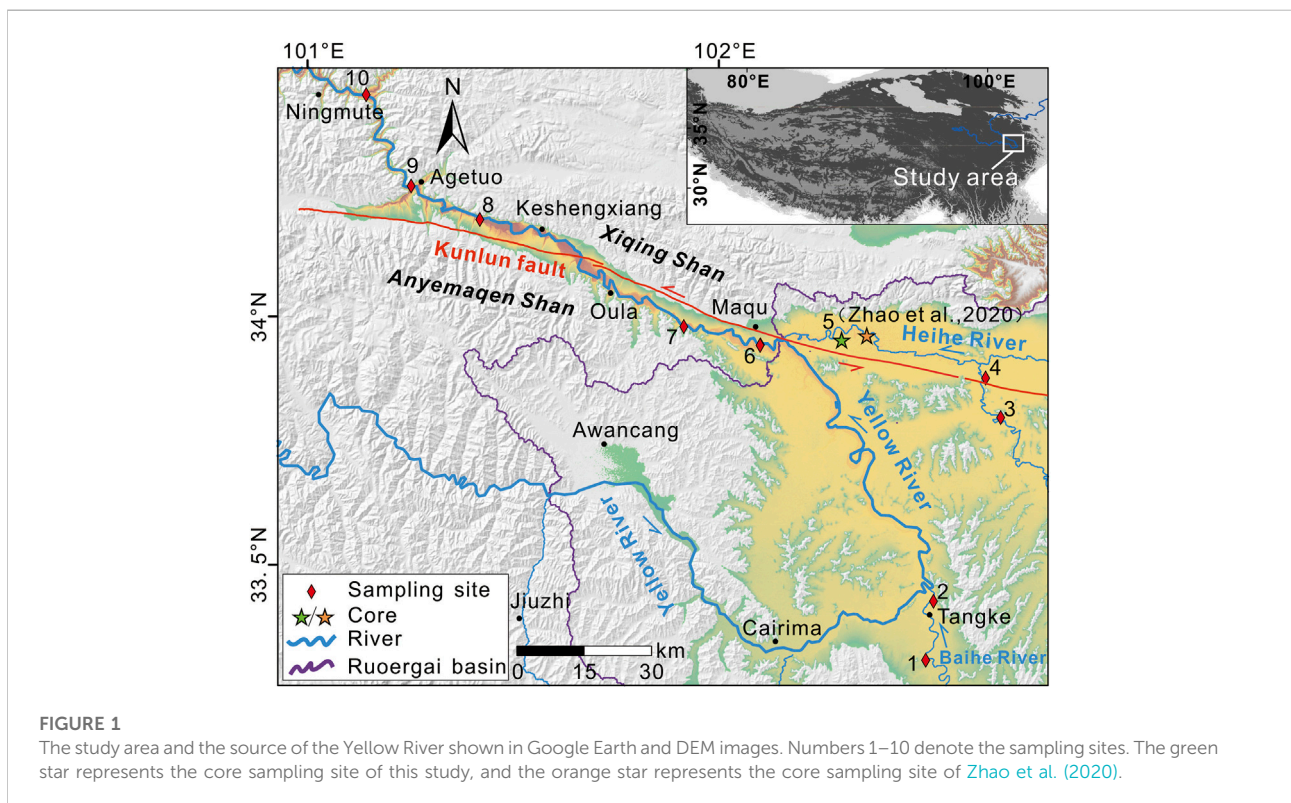 101°E
102°E
10
N
80°E
100°E
35°N
30°N
Study area
Ningmute
9
Agetuo
8
Keshengxiang
Xiqing Shan
Kunlun fault
Anyemaqen Shan
Oula
Maqu
34°N
5 (Zhao et al.,2020)
Heihe River
7
6
4
3
Awancang
Yellow River
Yellow River
33.5°N
2
Tangke
Jiuzhi
Cairima
1
Baihe River
Sampling site
Core
River
Ruoergai basin
0 15 30 km
FIGURE 1
The study area and the source of the Yellow River shown in Google Earth and DEM images. Numbers 1–10 denote the sampling sites. The green
star represents the core sampling site of this study, and the orange star represents the core sampling site of Zhao et al. (2020).